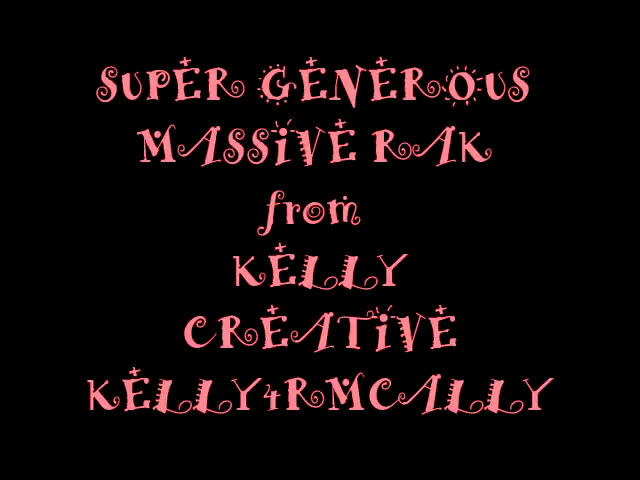 SUPER GENEROUS
MASSIVE RAK
from
KELLY
CREATIVE
KELLY4RMCALLY